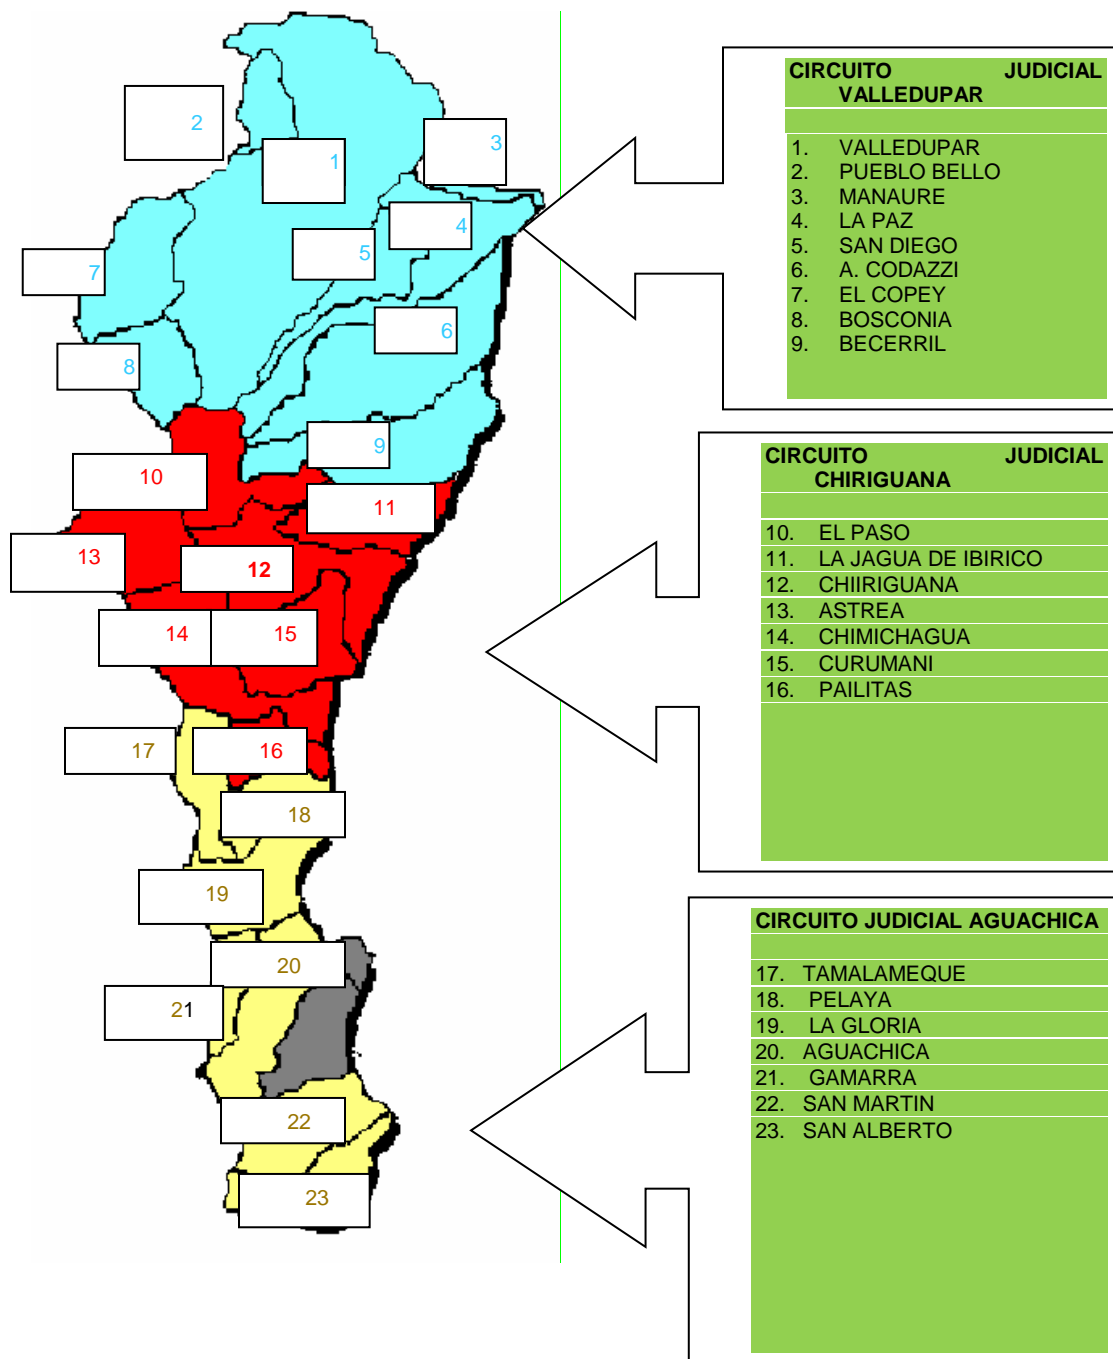 2
1
3
4
5
7
6
8
9
10
11
13
12
14
15
17
16
18
19
20
21
22
23
CIRCUITO JUDICIAL
VALLEDUPAR
1. VALLEDUPAR
2. PUEBLO BELLO
3. MANAURE
4. LA PAZ
5. SAN DIEGO
6. A. CODAZZI
7. EL COPEY
8. BOSCONIA
9. BECERRIL
CIRCUITO JUDICIAL
CHIRIGUANA
10. EL PASO
11. LA JAGUA DE IBIRICO
12. CHIIRIGUANA
13. ASTREA
14. CHIMICHAGUA
15. CURUMANI
16. PAILITAS
CIRCUITO JUDICIAL AGUACHICA
17. TAMALAMEQUE
18. PELAYA
19. LA GLORIA
20. AGUACHICA
21. GAMARRA
22. SAN MARTIN
23. SAN ALBERTO